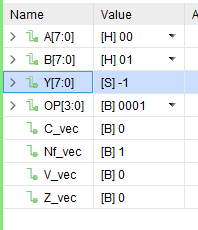 Name Value A
A[7:0] [H] 00
B[7:0] [H] 01
Y[7:0] [S] -1
OP[3:0] [B] 0001
C_vec [B] 0
Nf_vec [B] 1
V_vec [B] 0
Z_vec [B] 0